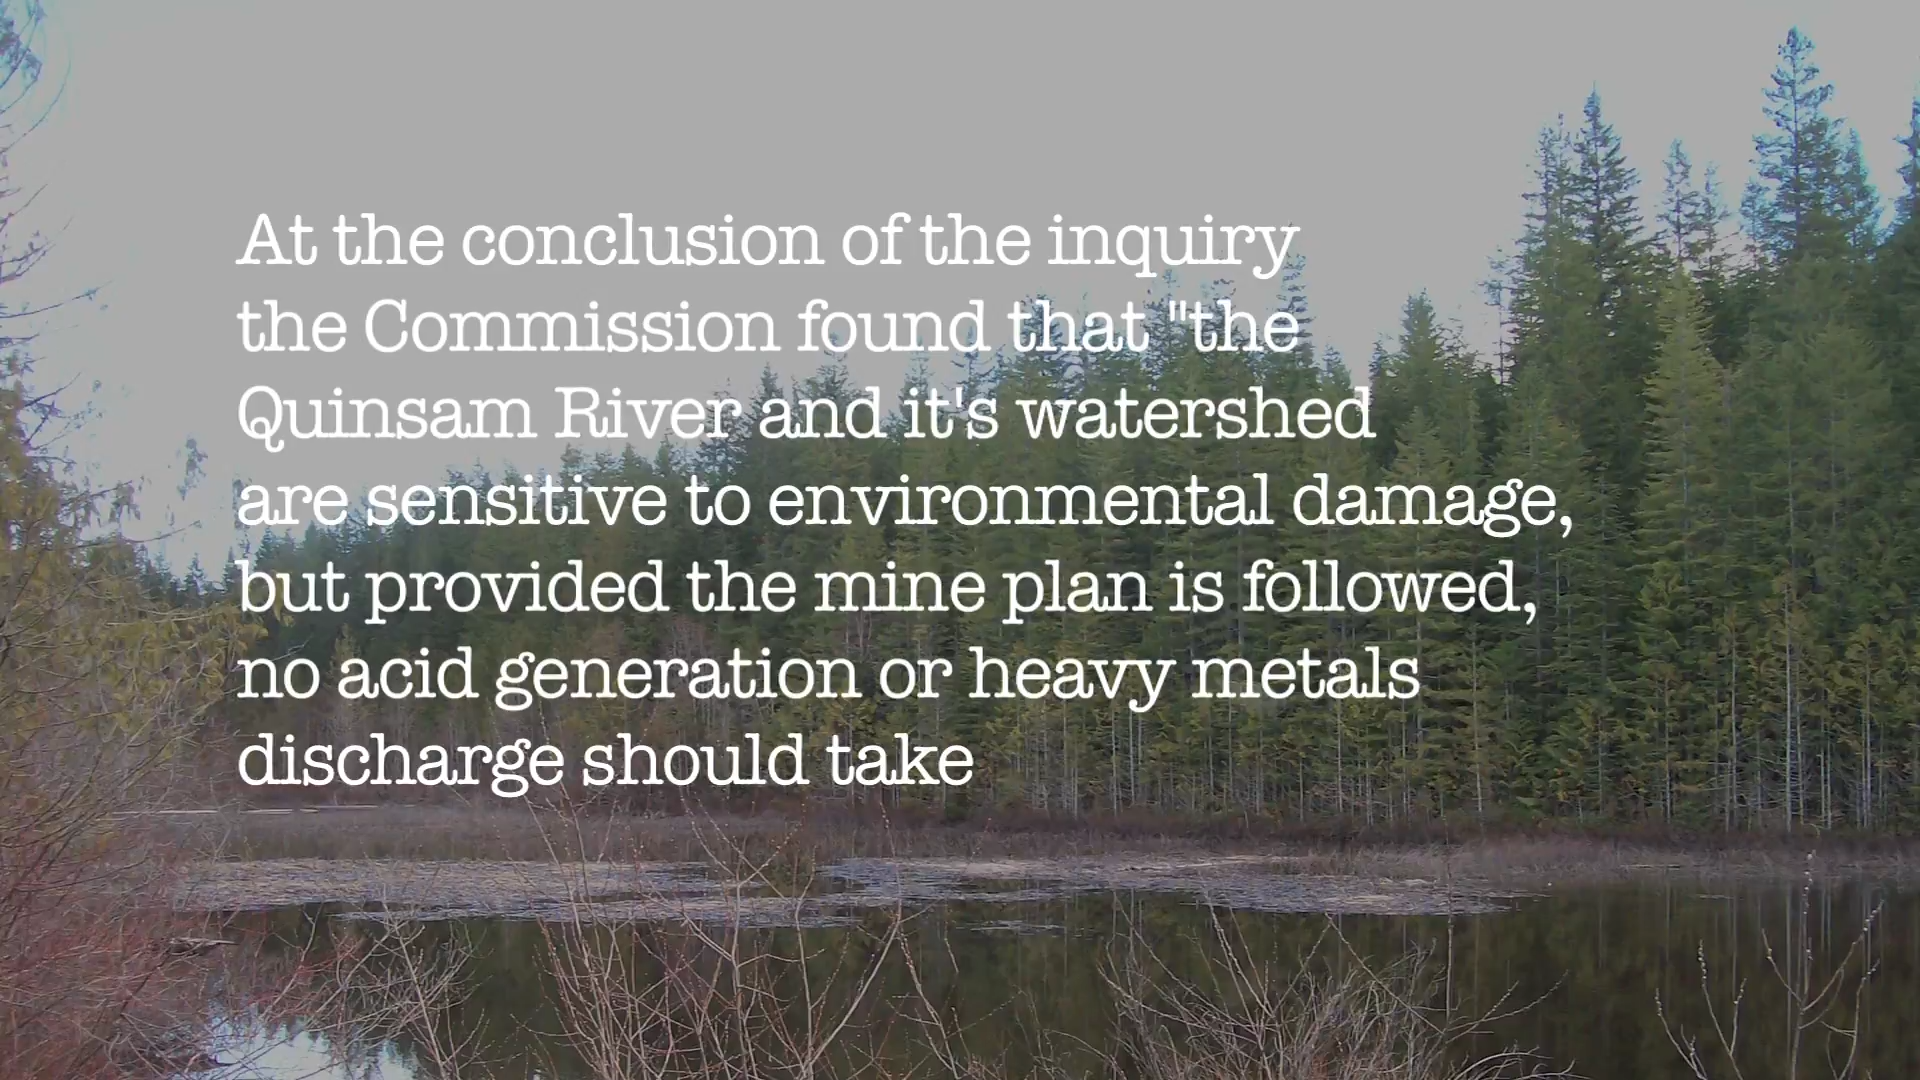 At the conclusion of the inquiry
the Commission found that "the
Quinsam River and it's watershed
are sensitive to environmental damage,
but provided the mine plan is followed,
no acid generation or heavy metals
discharge should take